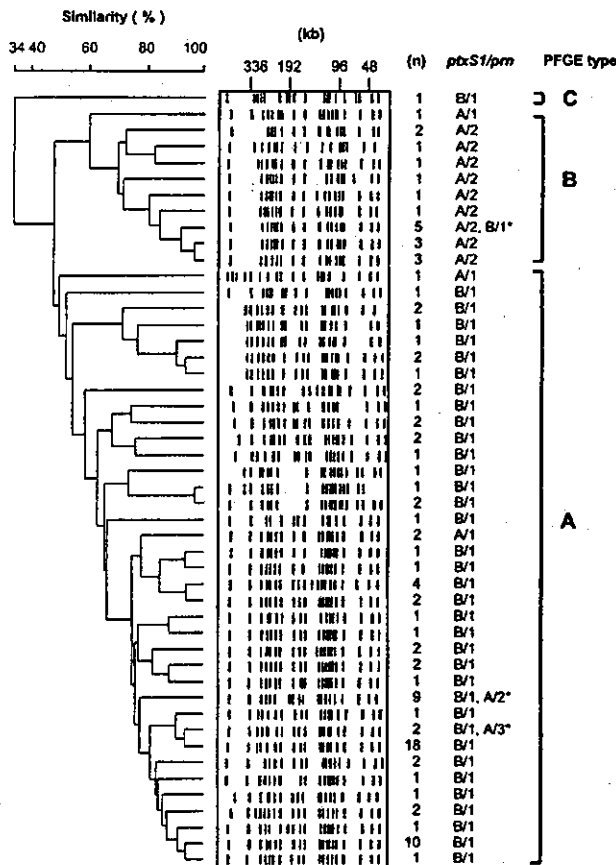 Similarity ( % )
(kb)
34 40 60 80 100
336 192 96 48
(n) ptxS1/prn PFGE type
1 B/1 C
1 A/1
2 A/2
1 A/2
1 A/2
1 A/2 B
1 A/2
1 A/2
5 A/2, B/1*
3 A/2
3 A/2
1 A/1
1 B/1
2 B/1
1 B/1
1 B/1
2 B/1
1 B/1
2 B/1
1 B/1
2 B/1
2 B/1
1 B/1
1 B/1
1 B/1
2 B/1
1 B/1 A
2 A/1
1 B/1
1 B/1
4 B/1
2 B/1
1 B/1
1 B/1
2 B/1
2 B/1
1 B/1
9 B/1, A/2*
1 B/1
2 B/1, A/3*
18 B/1
2 B/1
1 B/1
1 B/1
2 B/1
1 B/1
10 B/1
1 B/1